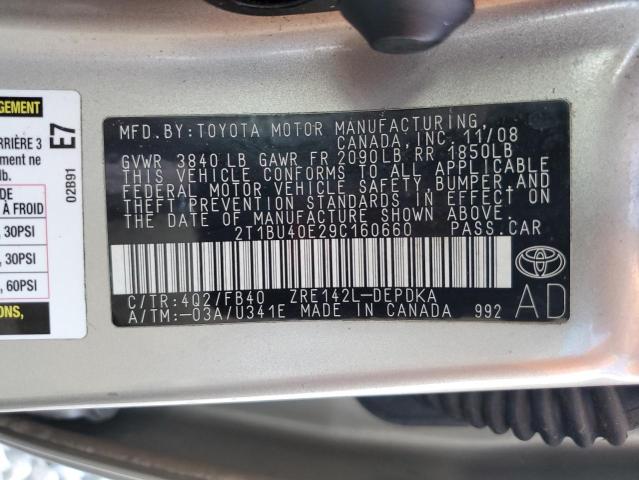 GEMENT
E7
ARRIÈRE 3
ment ne
lb.
02B91
DE
À FROID
, 30PSI
, 30PSI
, 60PSI
ONS,
MFD.BY:TOYOTA MOTOR MANUFACTURING
CANADA, INC. 11/08
GVWR 3840 LB GAWR FR 2090LB RR 1850LB
THIS VEHICLE CONFORMS TO ALL APPLICABLE
FEDERAL MOTOR VEHICLE SAFETY,BUMPER,AND
THEFT PREVENTION STANDARDS IN EFFECT ON
THE DATE OF MANUFACTURE SHOWN ABOVE.
2T1BU40E29C160660 PASS.CAR
C/TR:4Q2/FB40 ZRE142L-DEPDKA
A/TM:-03A/U341E MADE IN CANADA 992
AD